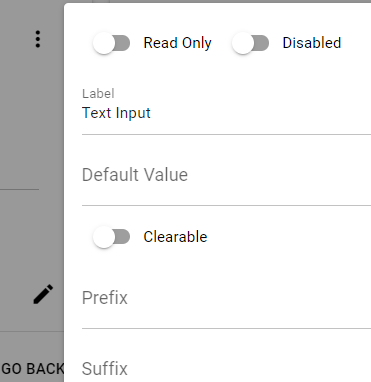 Read Only Disabled
Label
Text Input
Default Value
Clearable
Prefix
GO BACK
Suffix